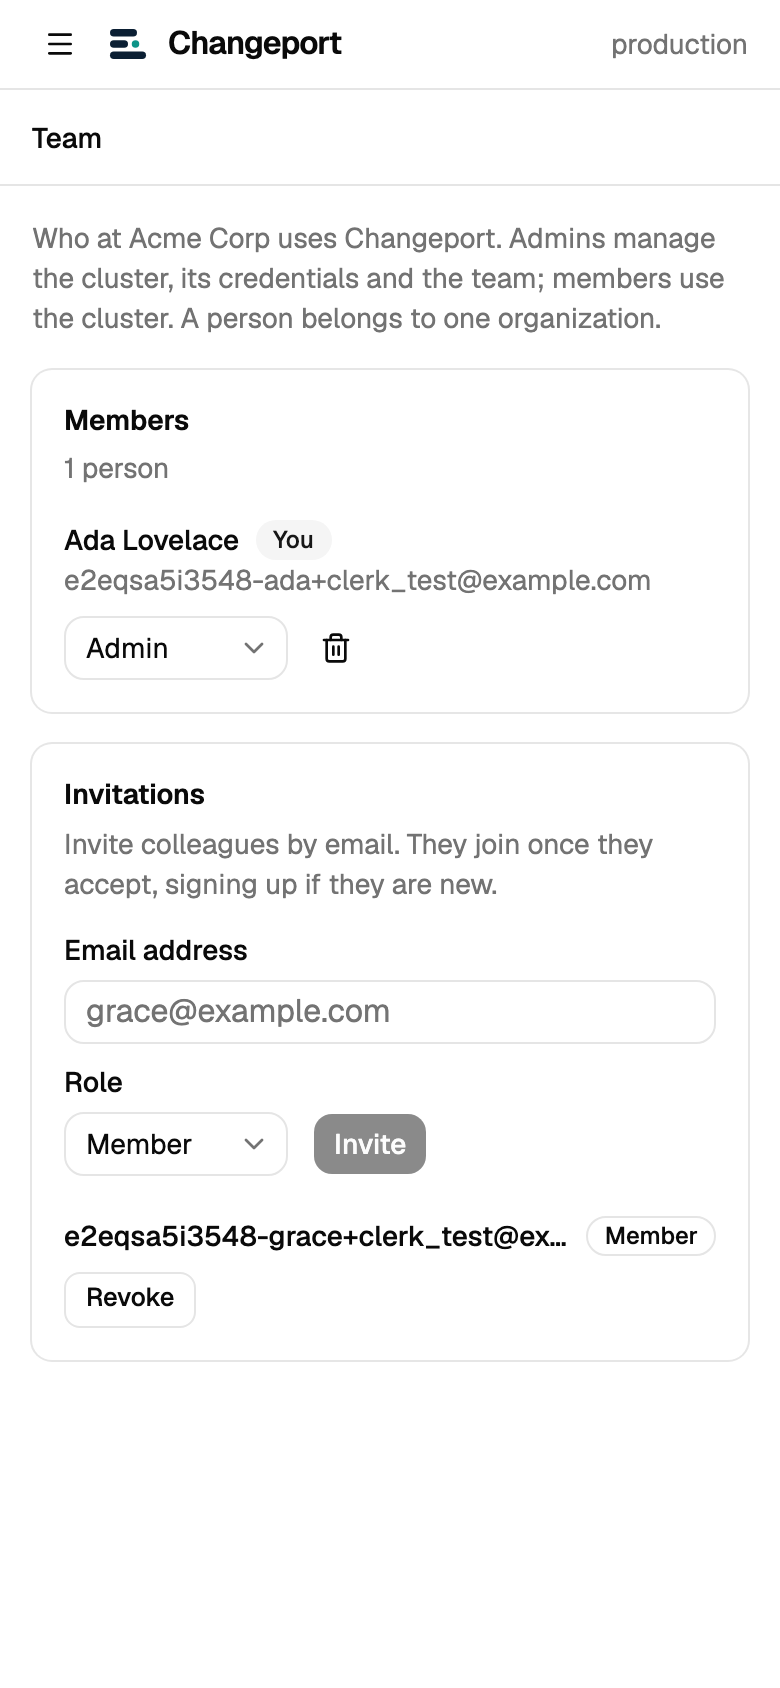 Changeport
production
Team
Who at Acme Corp uses Changeport. Admins manage
the cluster, its credentials and the team; members use
the cluster. A person belongs to one organization.
Members
1 person
Ada Lovelace You
e2eqsa5i3548-ada+clerk_test@example.com
Admin
Invitations
Invite colleagues by email. They join once they
accept, signing up if they are new.
Email address
grace@example.com
Role
Member Invite
e2eqsa5i3548-grace+clerk_test@ex... Member
Revoke